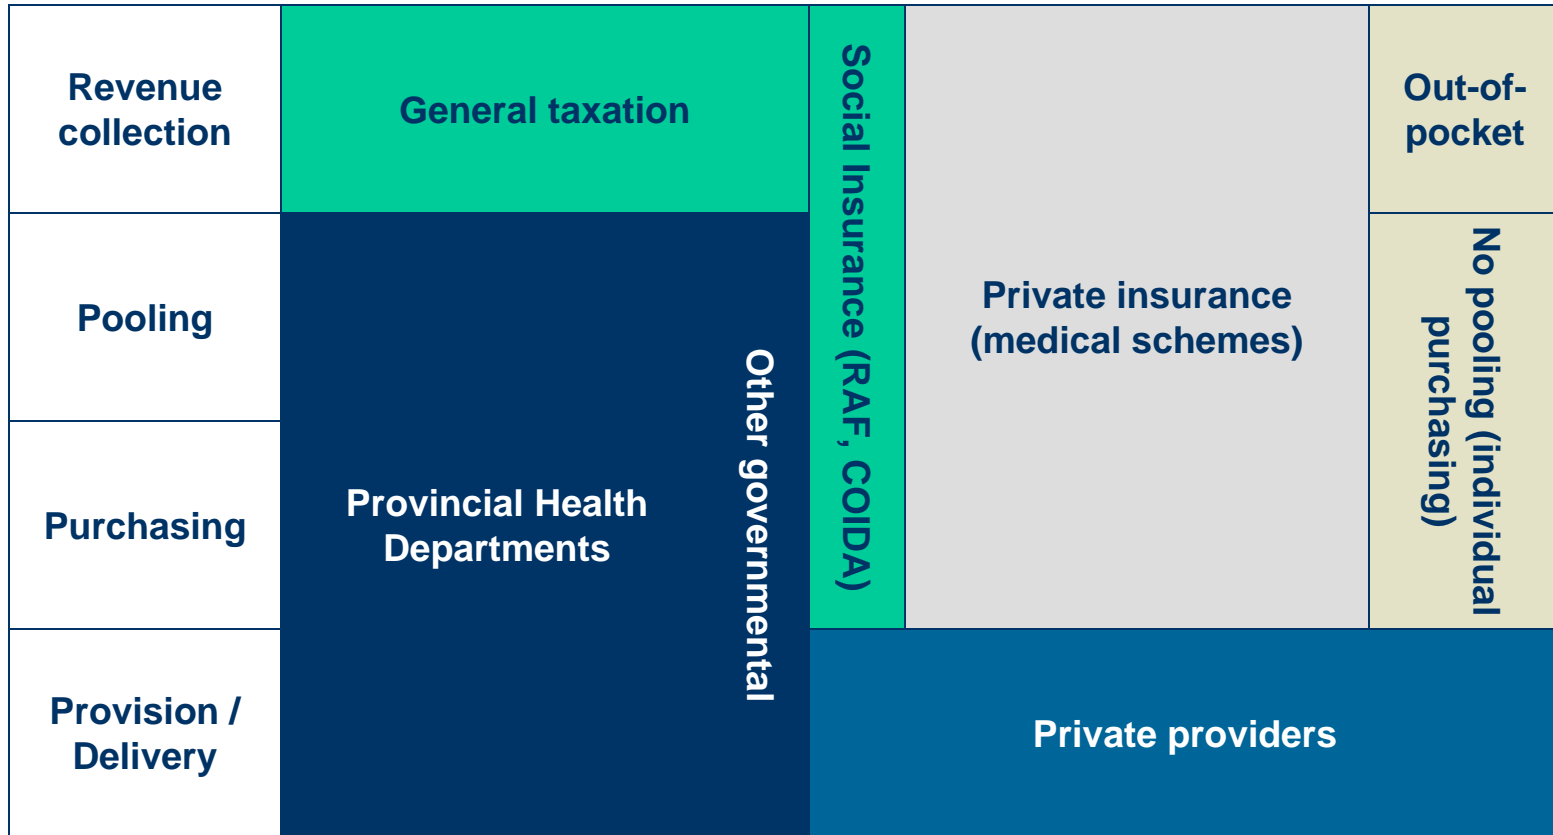 Revenue
collection
General taxation
Social Insurance (RAF, COIDA)
Private insurance
(medical schemes)
Out-of-
pocket
Pooling
No pooling (individual
purchasing)
Other governmental
Purchasing
Provincial Health
Departments
Provision /
Delivery
Private providers